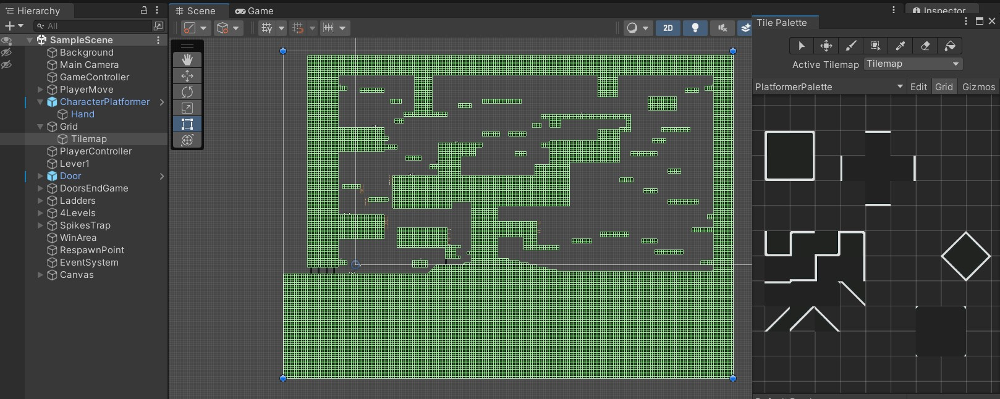 Hierarchy
All
SampleScene
Background
Main Camera
GameController
PlayerMove
CharacterPlatformer
Hand
Grid
Tilemap
PlayerController
Lever1
Door
DoorsEndGame
Ladders
4Levels
SpikesTrap
WinArea
RespawnPoint
EventSystem
Canvas
Scene Game
2D
Inspector
Tile Palette
Active Tilemap Tilemap
PlatformerPalette Edit Grid Gizmos